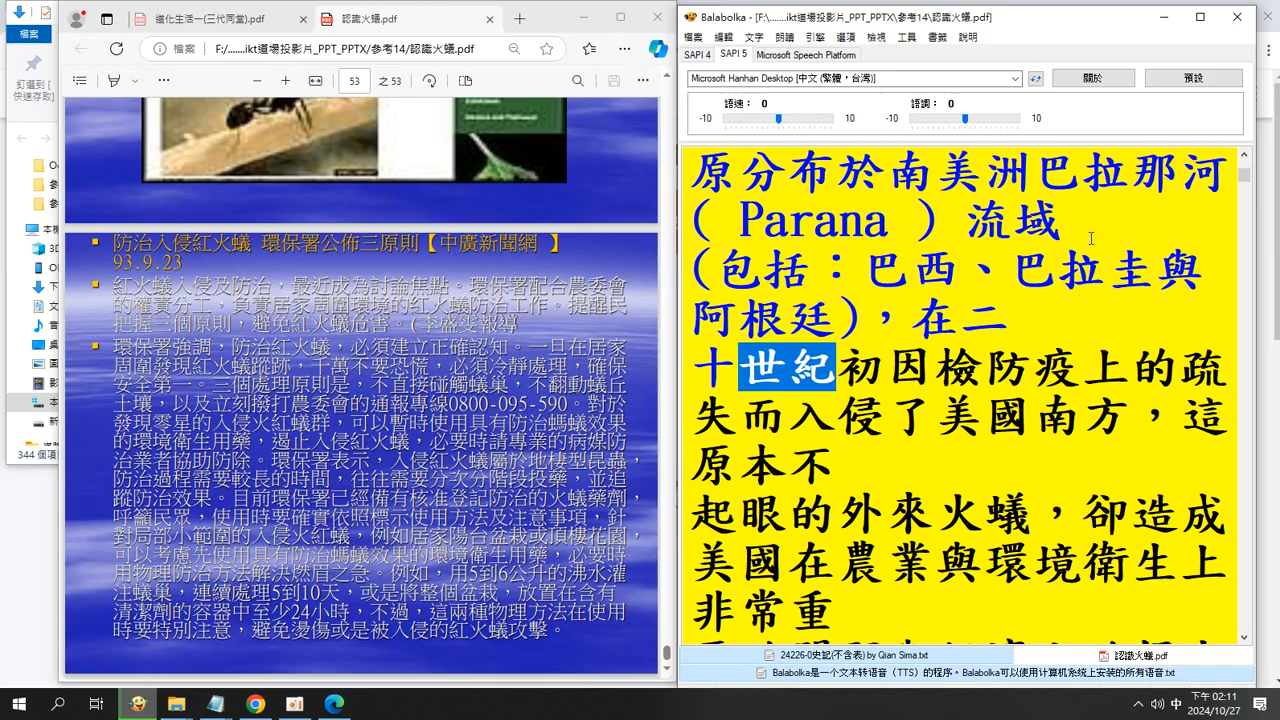 檔案
釘選到 [
快速存取]
344 個項
道化生活一(三代同堂).pdf
認識火蟻.pdf
檔案
F:/.......ikt道場投影片_PPT_PPTX/參考14/認識火蟻.pdf
53
之 53
防治入侵紅火蟻 環保署公佈三原則【中廣新聞網 】
93.9.23
紅火蟻入侵及防治，最近成為討論焦點。環保署配合農委會
的權責分工，負責居家周圍環境的紅火蟻防治工作。提醒民
把握三個原則，避免紅火蟻危害。(李盛雯報導
環保署強調，防治紅火蟻，必須建立正確認知。一旦在居家
周圍發現紅火蟻蹤跡，千萬不要恐慌，必須冷靜處理，確保
安全第一。三個處理原則是，不直接碰觸蟻巢，不翻動蟻丘
土壤，以及立刻撥打農委會的通報專線0800-095-590。對於
發現零星的入侵火紅蟻群，可以暫時使用具有防治螞蟻效果
的環境衛生用藥，遏止入侵紅火蟻，必要時請專業的病媒防
治業者協助防除。環保署表示，入侵紅火蟻屬於地棲型昆蟲，
防治過程需要較長的時間，往往需要分次分階段投藥，並追
蹤防治效果。目前環保署已經備有核准登記防治的火蟻藥劑，
呼籲民眾，使用時要確實依照標示使用方法及注意事項，針
對局部小範圍的入侵火紅蟻，例如居家陽台盆栽或頂樓花園，
可以考慮先使用具有防治螞蟻效果的環境衛生用藥，必要時
用物理防治方法解決燃眉之急。例如，用5到6公升的沸水灌
注蟻巢，連續處理5到10天，或是將整個盆栽，放置在含有
清潔劑的容器中至少24小時，不過，這兩種物理方法在使用
時要特別注意，避免燙傷或是被入侵的紅火蟻攻擊。
Balabolka - [F:\.......ikt道場投影片_PPT_PPTX\參考14\認識火蟻.pdf]
檔案 編輯 文字 朗讀 引擎 選項 檢視 工具 書籤 說明
SAPI 4 SAPI 5 Microsoft Speech Platform
Microsoft Hanhan Desktop [中文 (繁體，台灣)]
關於
預設
語速： 0
語調： 0
-10 10 -10 10
原分布於南美洲巴拉那河
( Parana ) 流域
(包括：巴西、巴拉圭與
阿根廷)，在二
十世紀初因檢防疫上的疏
失而入侵了美國南方，這
原本不
起眼的外來火蟻，卻造成
美國在農業與環境衛生上
非常重
24226-0史記(不含表) by Qian Sima.txt
認識火蟻.pdf
Balabolka是一个文本转语音（TTS）的程序。Balabolka可以使用计算机系统上安装的所有语音.txt
中
下午 02:11
2024/10/27